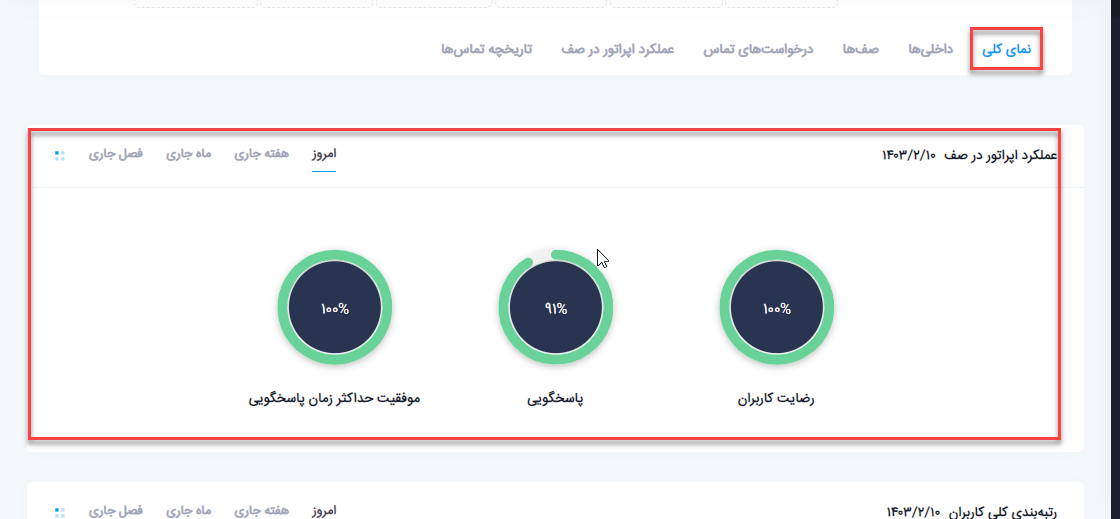 نمای کلی داخلی‌ها صف‌ها درخواست‌های تماس عملکرد اپراتور در صف تاریخچه تماس‌ها
عملکرد اپراتور در صف ۱۴۰۳/۲/۱۰
امروز هفته جاری ماه جاری فصل جاری
۱۰۰%
۹۱%
۱۰۰%
رضایت کاربران
پاسخگویی
موفقیت حداکثر زمان پاسخگویی
رتبه‌بندی کلی کاربران ۱۴۰۳/۲/۱۰
امروز هفته جاری ماه جاری فصل جاری